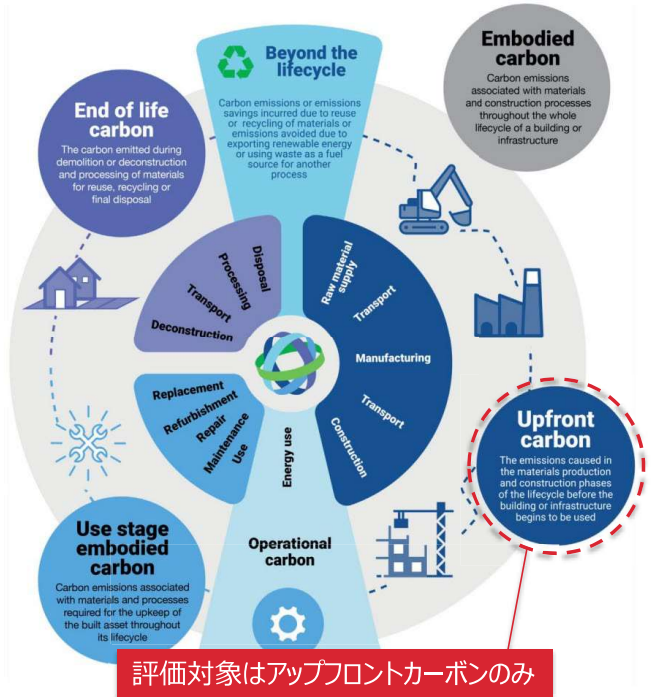 Beyond the
lifecycle
Carbon emissions or emissions
savings incurred due to reuse
or recycling of materials or
emissions avoided due to
exporting renewable energy
or using waste as a fuel
source for another
process
Embodied
carbon
Carbon emissions
associated with materials
and construction processes
throughout the whole
lifecycle of a building or
infrastructure
End of life
carbon
The carbon emitted during
demolition or deconstruction
and processing of materials
for reuse, recycling or
final disposal
Disposal
Processing
Transport
Deconstruction
Raw material
supply
Transport
Manufacturing
Transport
Construction
Replacement
Refurbishment
Repair
Maintenance
Use
Energy use
Upfront
carbon
The emissions caused in
the materials production
and construction phases
of the lifecycle before the
building or infrastructure
begins to be used
Use stage
embodied
carbon
Carbon emissions associated
with materials and processes
required for the upkeep of
the built asset throughout
its lifecycle
Operational
carbon
評価対象はアップフロントカーボンのみ